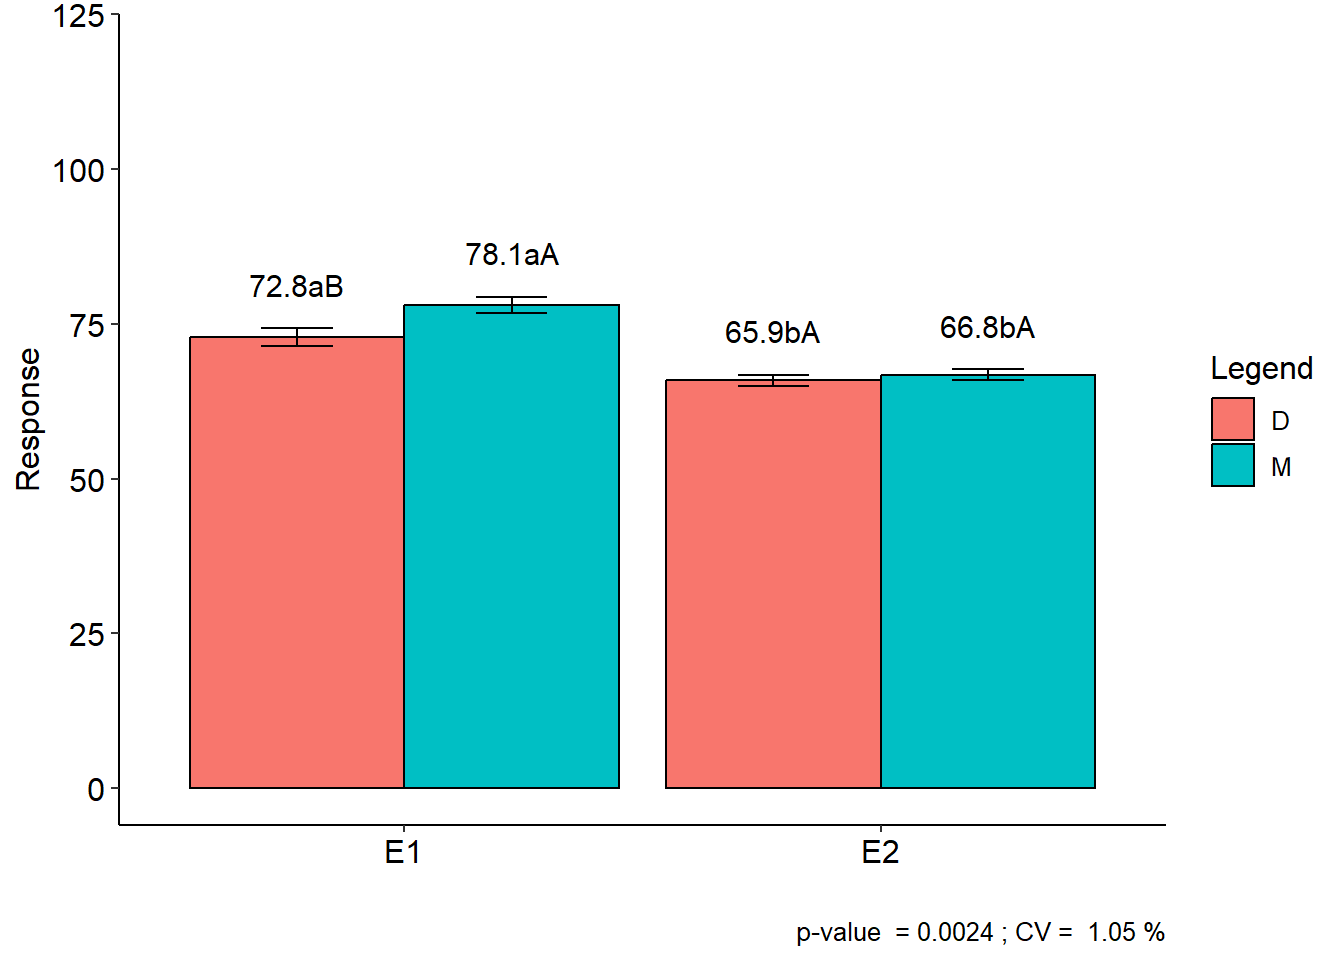 125
100
75
50
25
0
Response
72.8aB
78.1aA
65.9bA
66.8bA
E1
E2
Legend
D
M
p-value = 0.0024 ; CV = 1.05 %